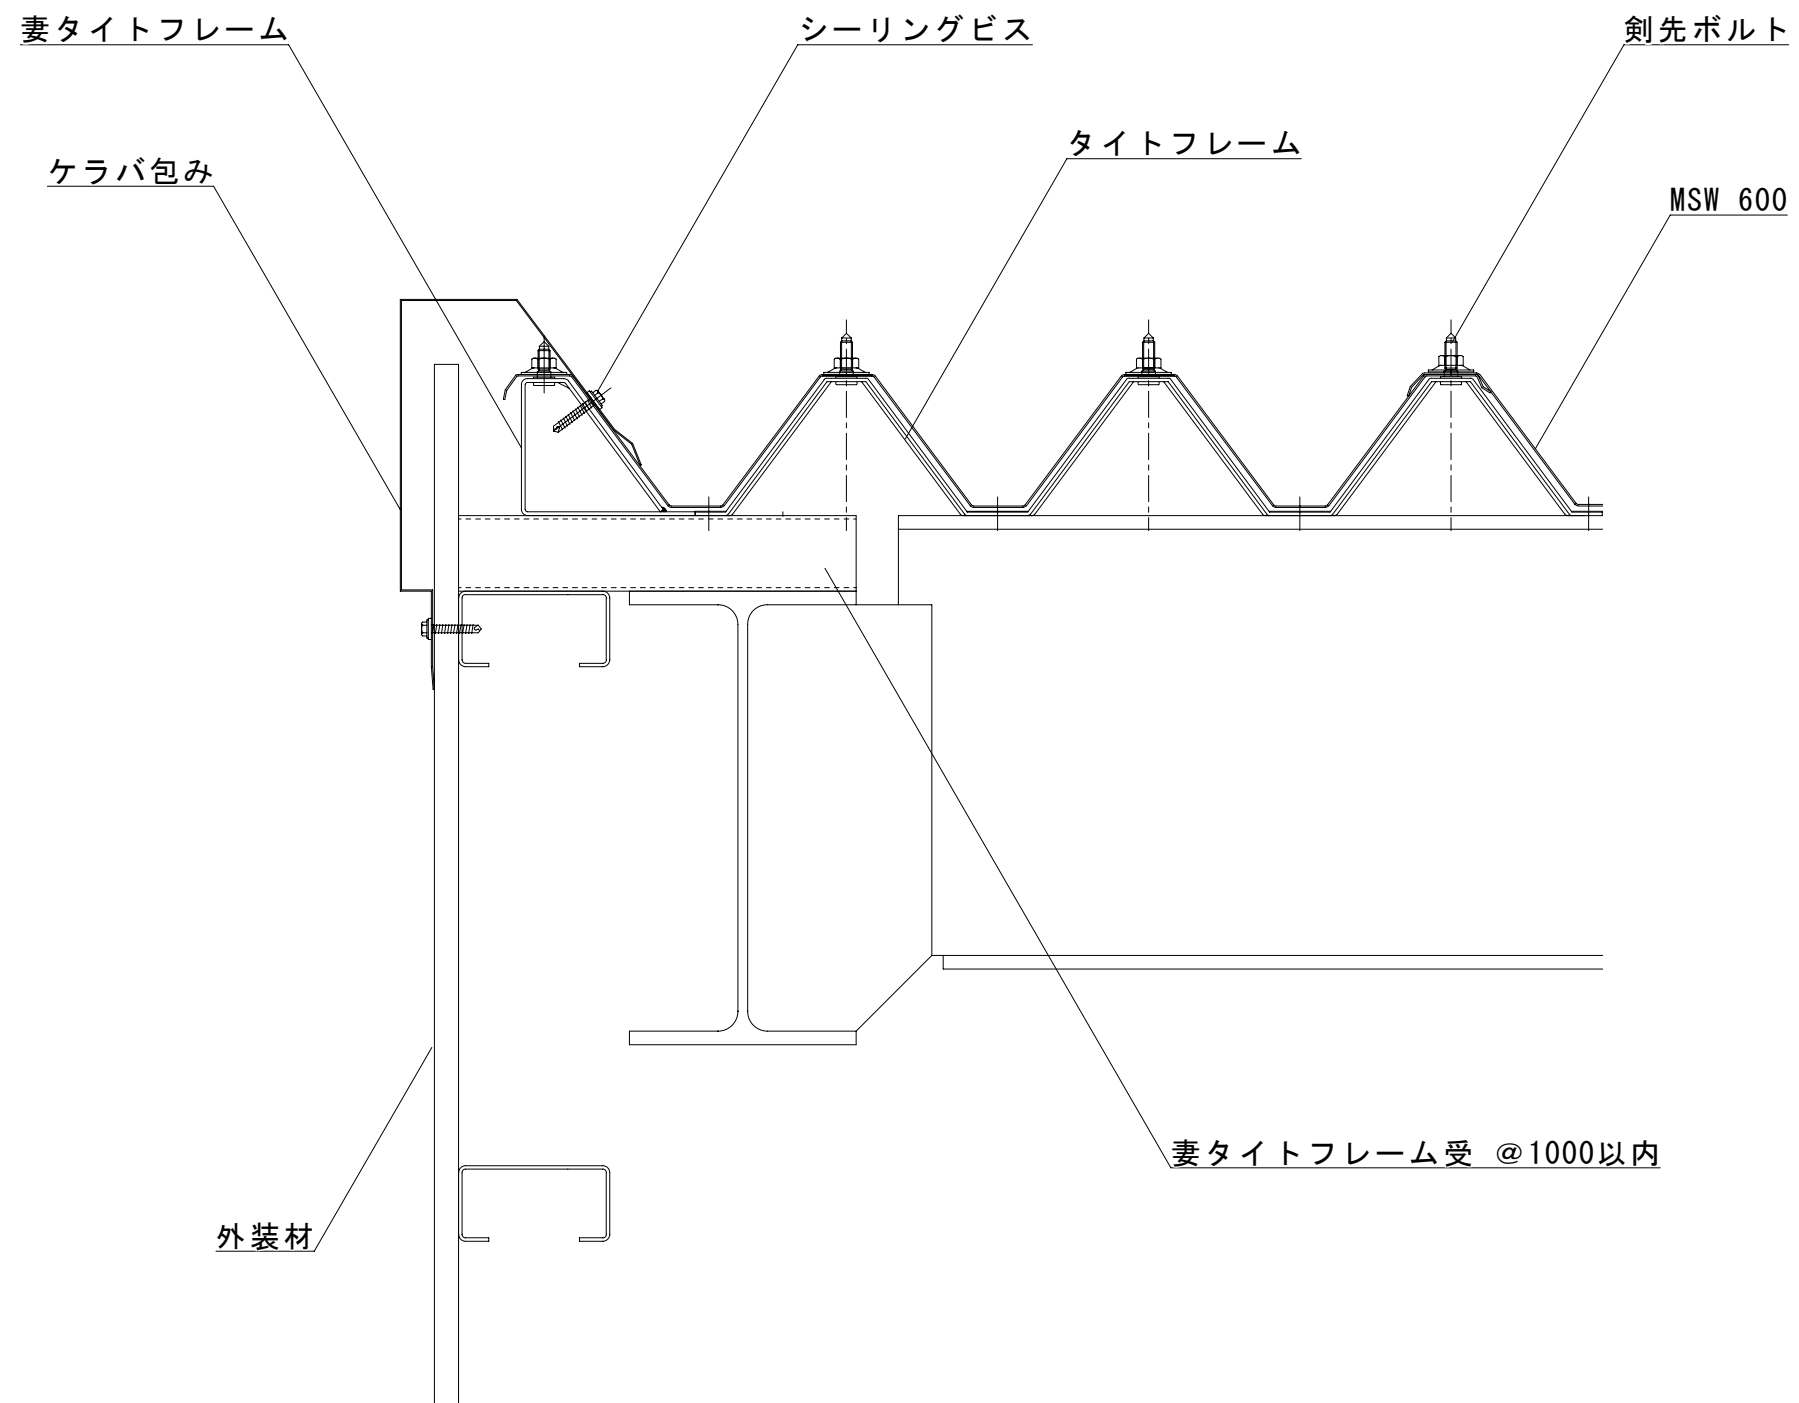 妻タイトフレーム
シーリングビス
剣先ボルト
タイトフレーム
ケラバ包み
MSW 600
妻タイトフレーム受 @1000以内
外装材